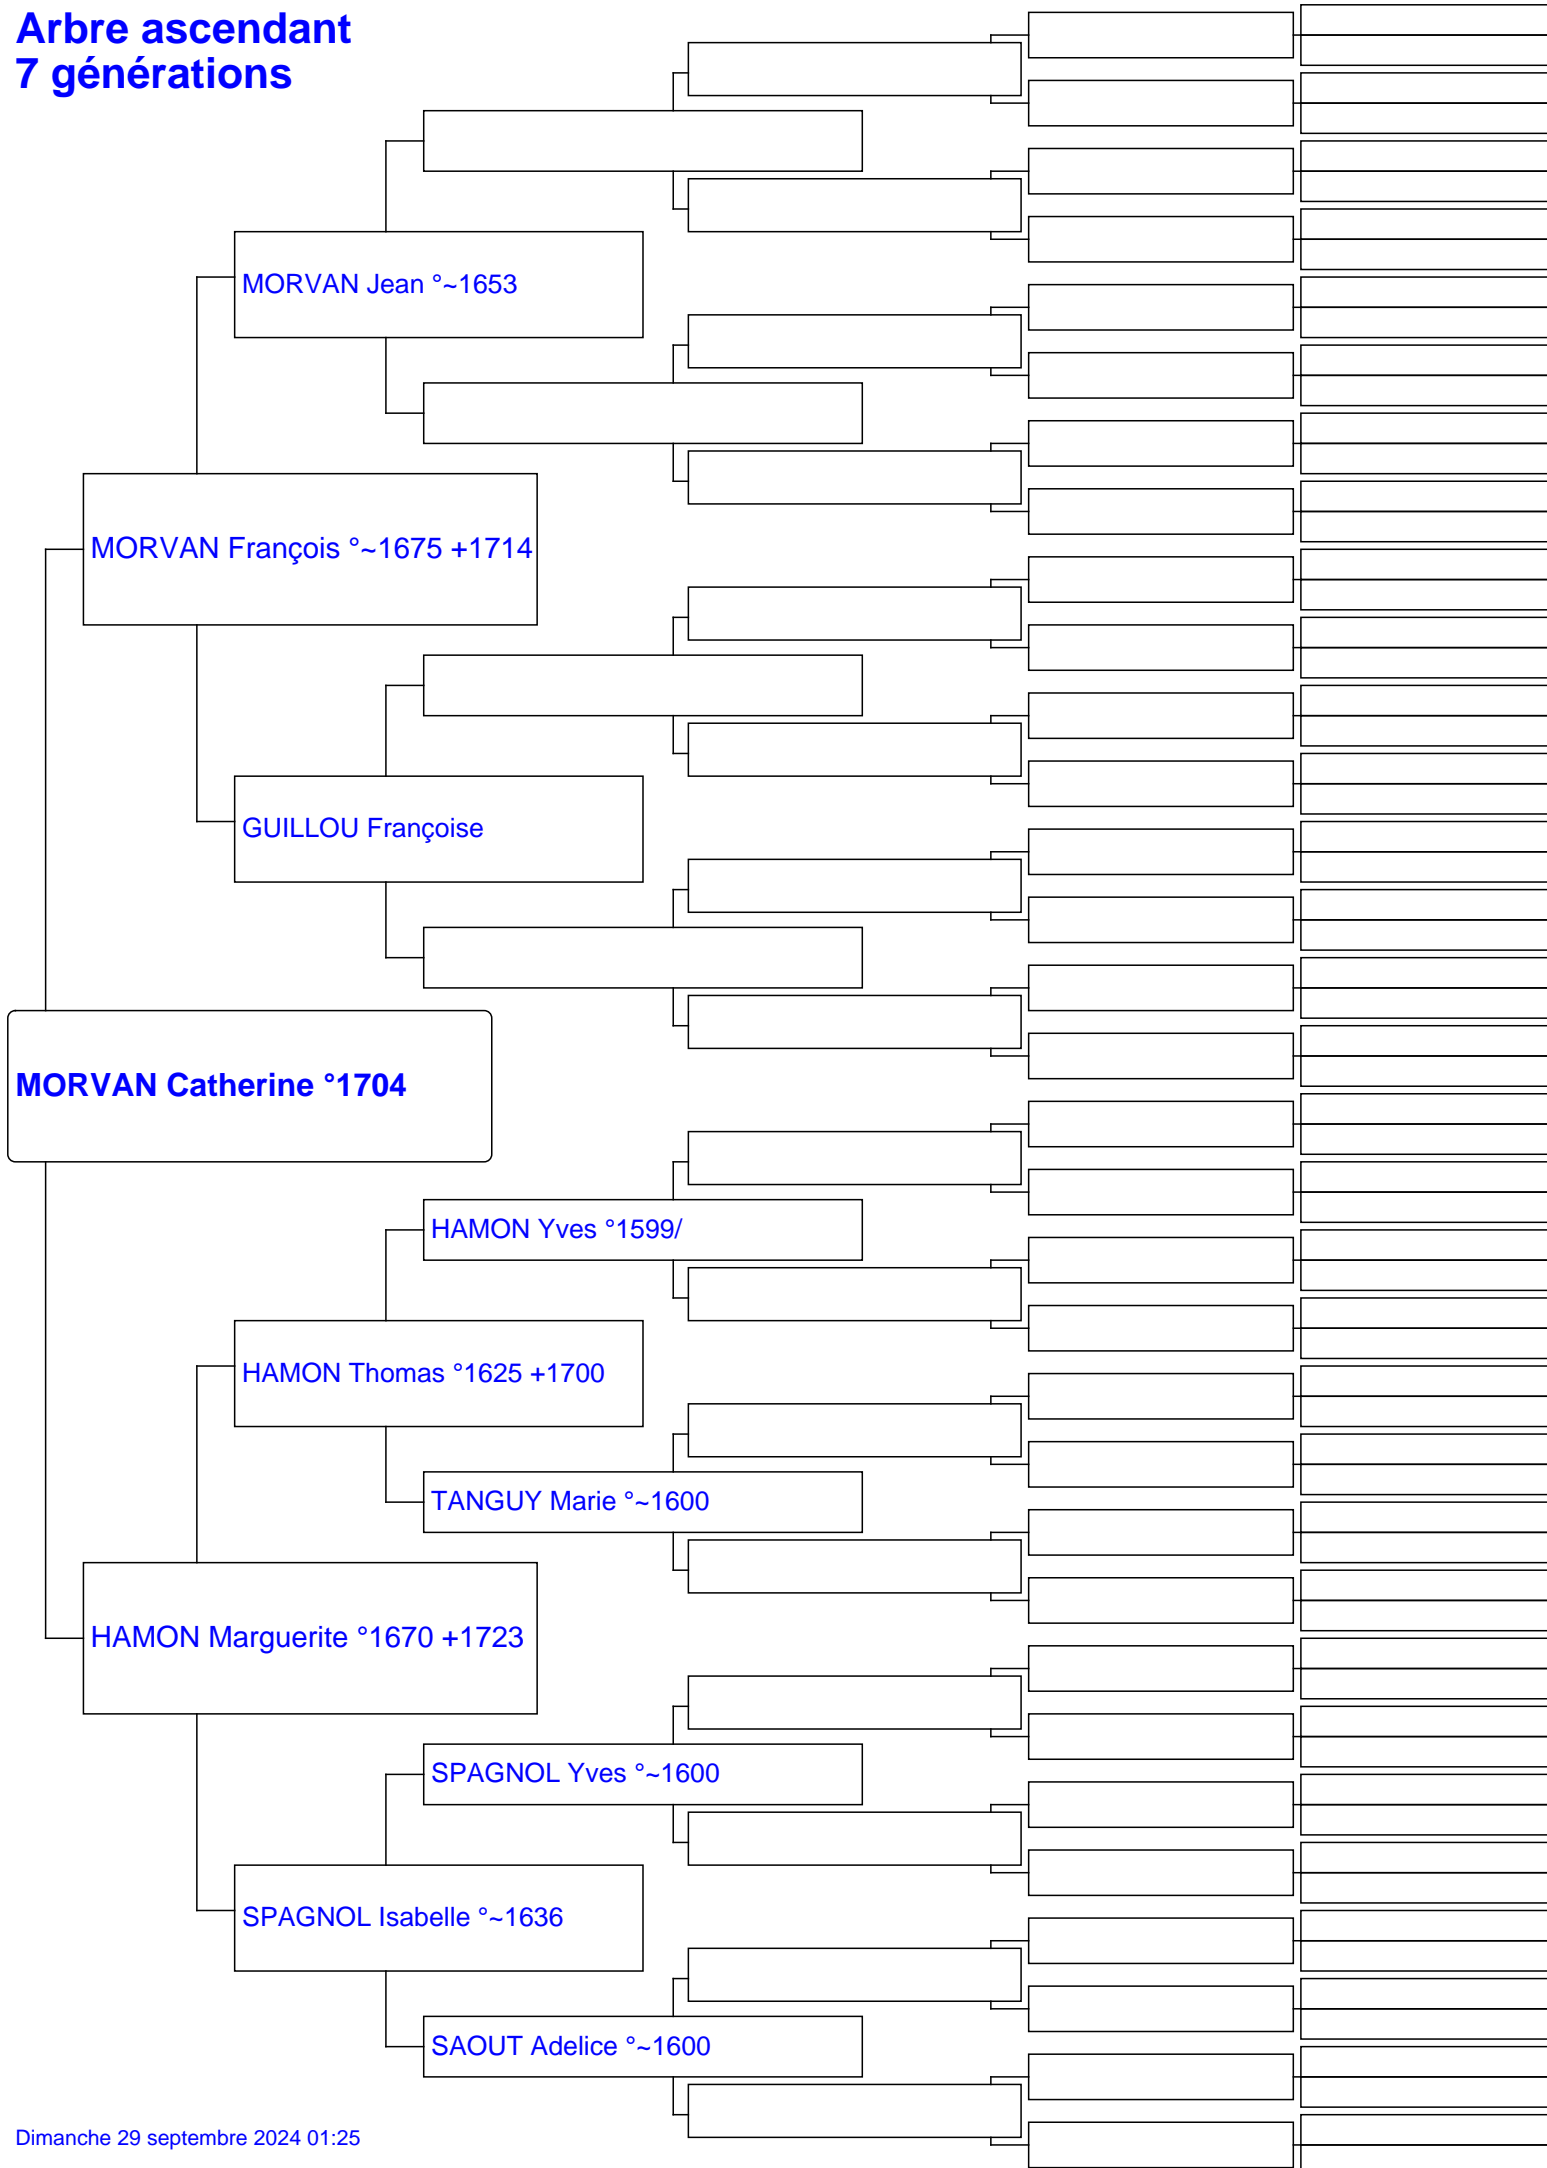 Arbre ascendant
7 générations
MORVAN Jean °~1653
MORVAN François °~1675 +1714
GUILLOU Françoise
MORVAN Catherine °1704
HAMON Yves °1599/
HAMON Thomas °1625 +1700
TANGUY Marie °~1600
HAMON Marguerite °1670 +1723
SPAGNOL Yves °~1600
SPAGNOL Isabelle °~1636
SAOUT Adelice °~1600
Dimanche 29 septembre 2024 01:25